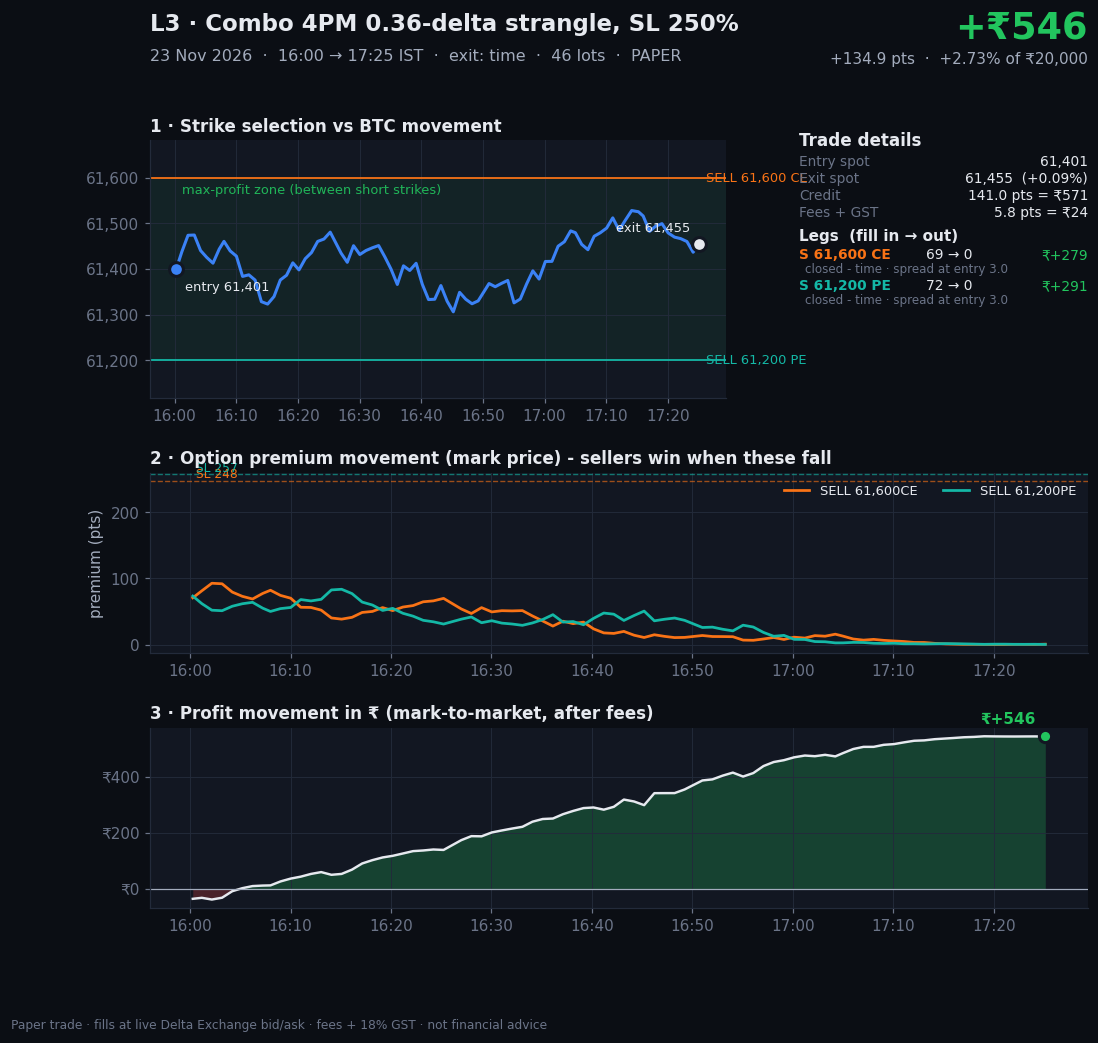 L3 · Combo 4PM 0.36-delta strangle, SL 250%
+₹546
23 Nov 2026 · 16:00 → 17:25 IST · exit: time · 46 lots · PAPER
+134.9 pts · +2.73% of ₹20,000
1 · Strike selection vs BTC movement
61,600
61,500
61,400
61,300
61,200
max-profit zone (between short strikes)
SELL 61,600 CE
exit 61,455
entry 61,401
SELL 61,200 PE
16:00 16:10 16:20 16:30 16:40 16:50 17:00 17:10 17:20
Trade details
Entry spot 61,401
Exit spot 61,455 (+0.09%)
Credit 141.0 pts = ₹571
Fees + GST 5.8 pts = ₹24
Legs (fill in → out)
S 61,600 CE 69 → 0 ₹+279
closed - time · spread at entry 3.0
S 61,200 PE 72 → 0 ₹+291
closed - time · spread at entry 3.0
2 · Option premium movement (mark price) - sellers win when these fall
SL 257
SL 248
SELL 61,600CE SELL 61,200PE
premium (pts)
200
100
0
16:00 16:10 16:20 16:30 16:40 16:50 17:00 17:10 17:20
3 · Profit movement in ₹ (mark-to-market, after fees)
₹+546
₹400
₹200
₹0
16:00 16:10 16:20 16:30 16:40 16:50 17:00 17:10 17:20
Paper trade · fills at live Delta Exchange bid/ask · fees + 18% GST · not financial advice